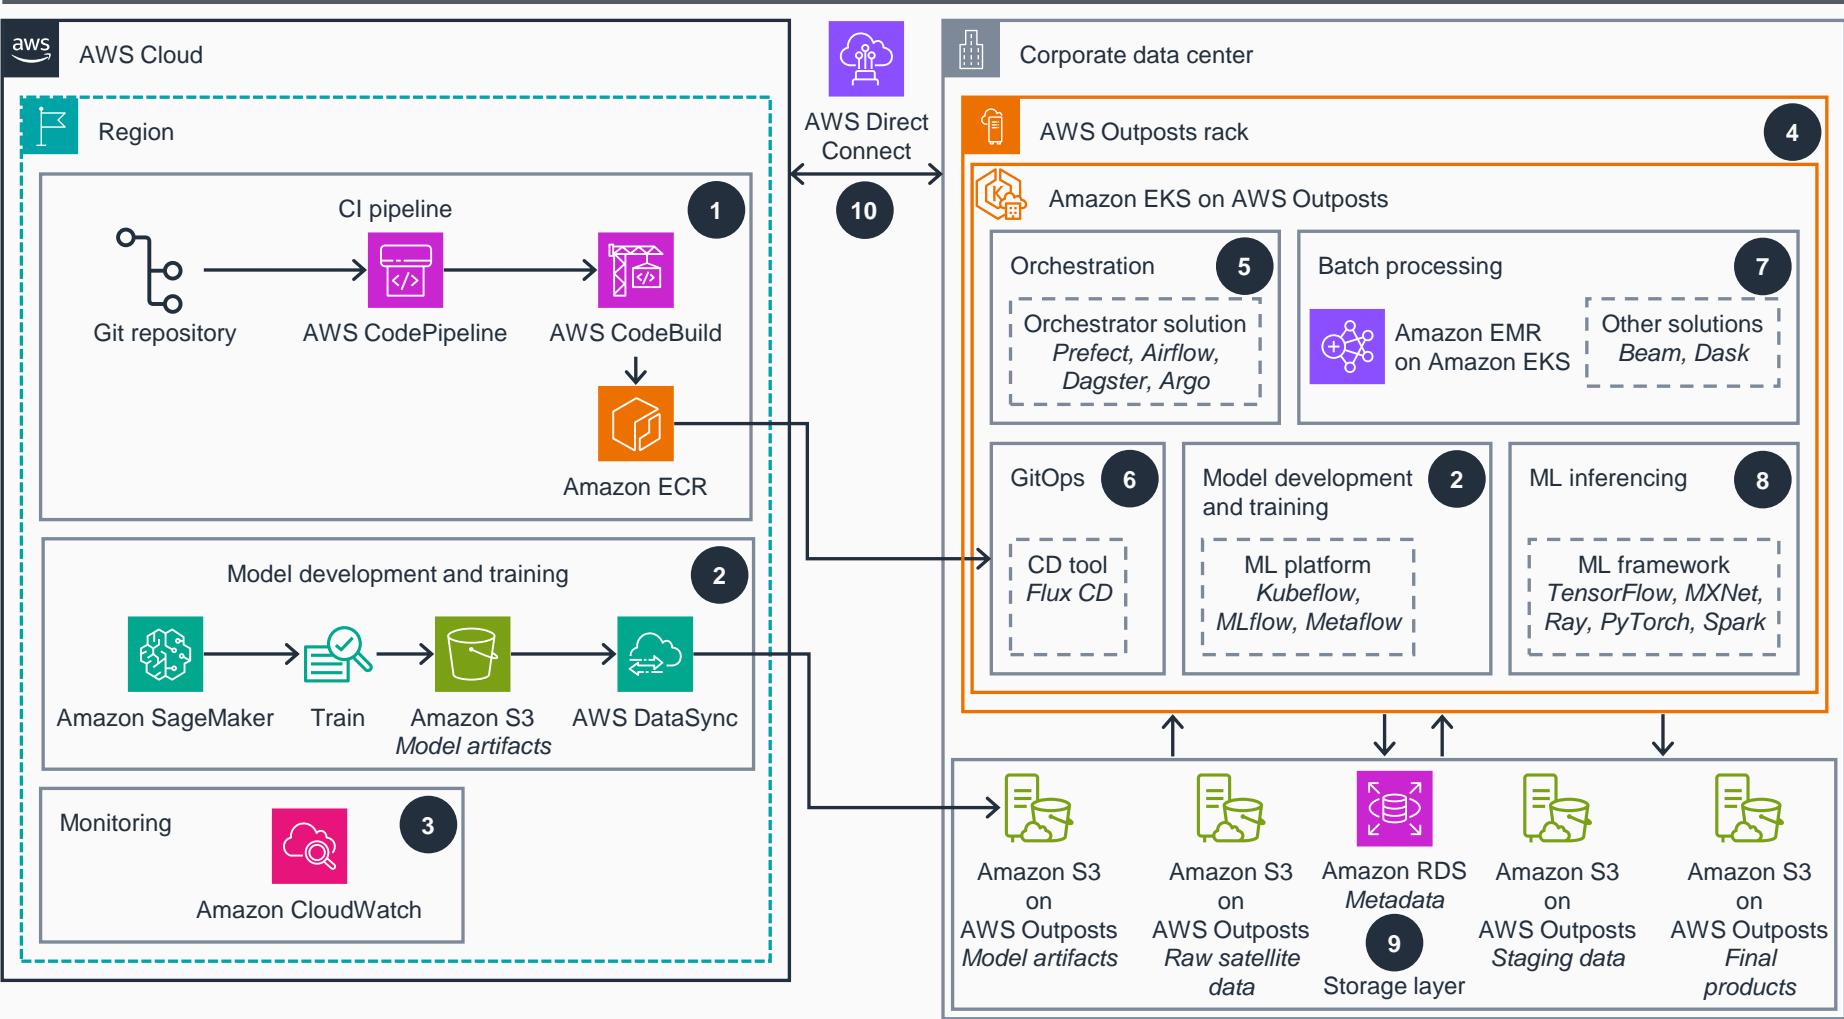 aws
AWS Cloud
Region
CI pipeline
1
Git repository
AWS CodePipeline
</>
AWS CodeBuild
</>
Amazon ECR
Model development and training
2
Amazon SageMaker
Train
Amazon S3
Model artifacts
AWS DataSync
Monitoring
3
Amazon CloudWatch
AWS Direct
Connect
10
Corporate data center
AWS Outposts rack
4
K
Amazon EKS on AWS Outposts
Orchestration
5
Orchestrator solution
Prefect, Airflow,
Dagster, Argo
Batch processing
7
Amazon EMR
on Amazon EKS
Other solutions
Beam, Dask
GitOps
6
CD tool
Flux CD
Model development
and training
2
ML platform
Kubeflow,
MLflow, Metaflow
ML inferencing
8
ML framework
TensorFlow, MXNet,
Ray, PyTorch, Spark
Amazon S3
on
AWS Outposts
Model artifacts
Amazon S3
on
AWS Outposts
Raw satellite
data
Amazon RDS
Metadata
9
Storage layer
Amazon S3
on
AWS Outposts
Staging data
Amazon S3
on
AWS Outposts
Final
products